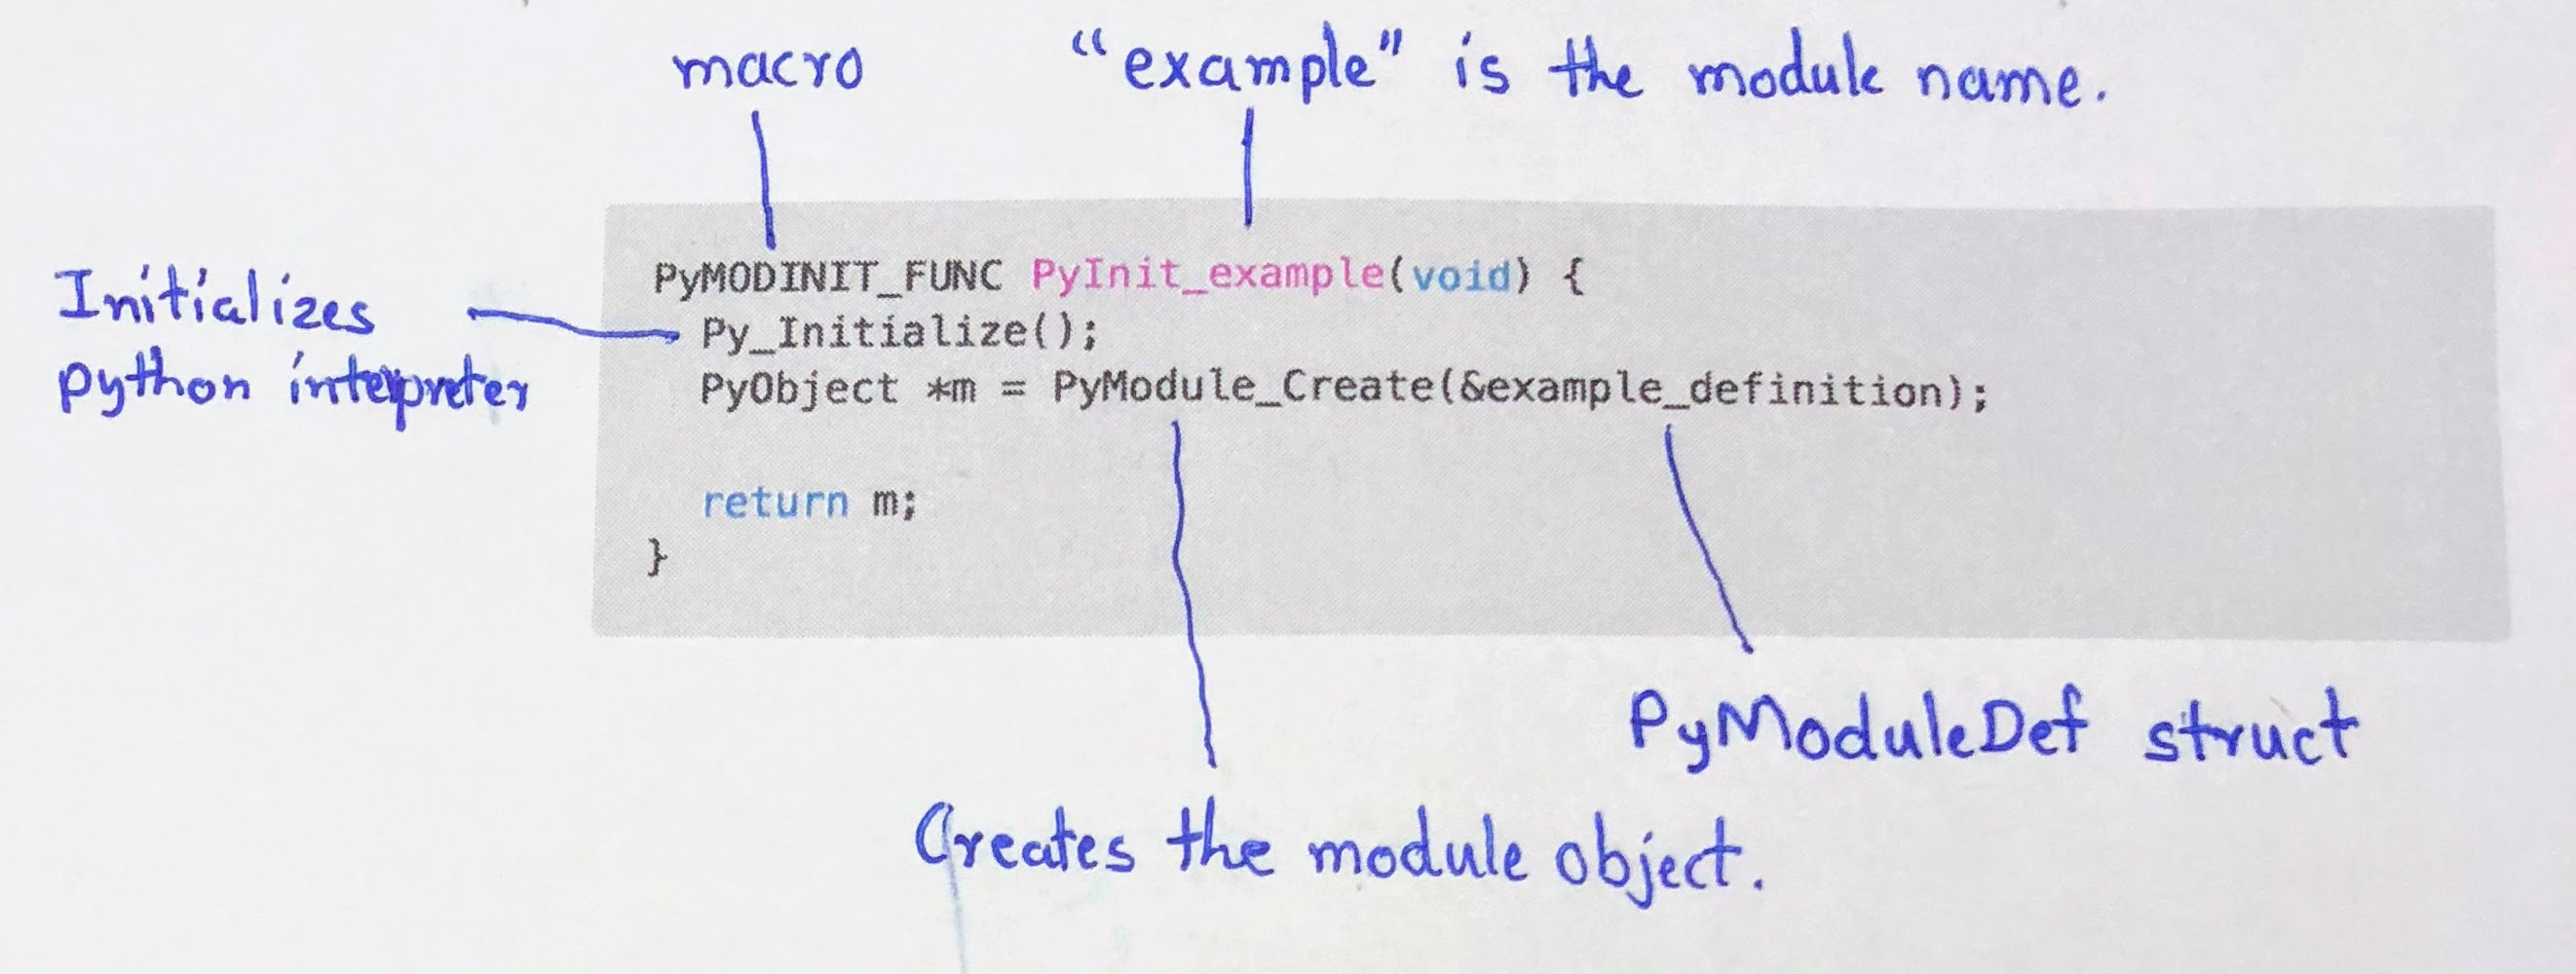 macro
“example” is the module name.
Initializes
python interpreter
PyMODINIT_FUNC PyInit_example(void) {
  Py_Initialize();
  PyObject *m = PyModule_Create(&example_definition);

  return m;
}
PyModuleDef struct
Creates the module object.